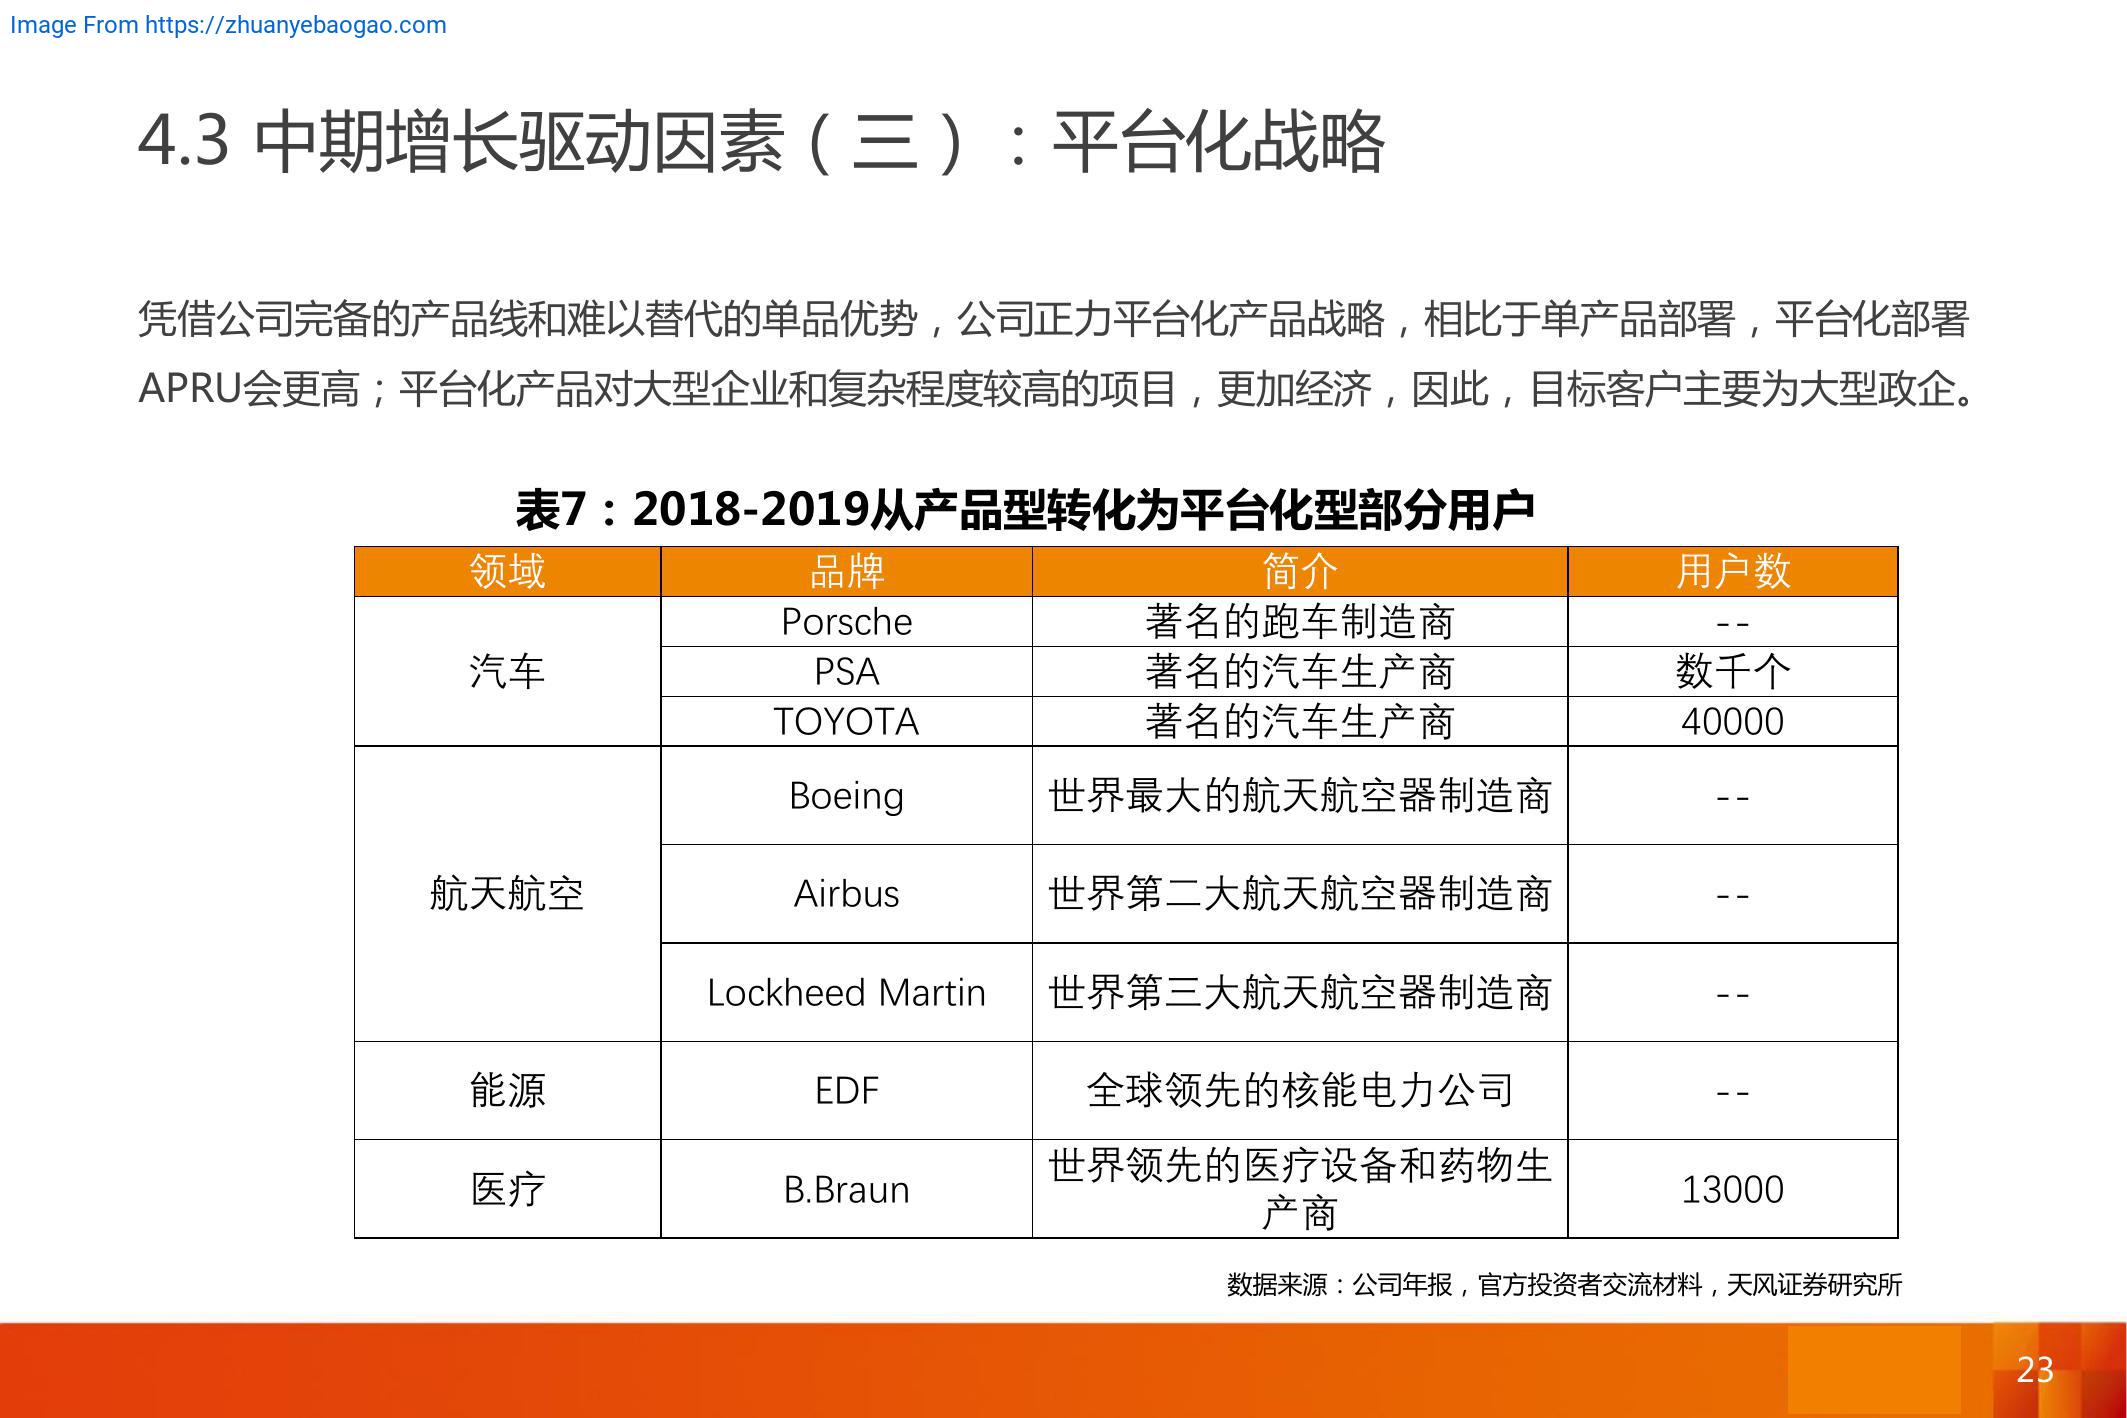 Image From https://zhuanyebaogao.com
4.3 中期增长驱动因素（三）：平台化战略
凭借公司完备的产品线和难以替代的单品优势，公司正力平台化产品战略，相比于单产品部署，平台化部署
APRU会更高；平台化产品对大型企业和复杂程度较高的项目，更加经济，因此，目标客户主要为大型政企。
表7：2018-2019从产品型转化为平台化型部分用户
领域 品牌 简介 用户数
汽车 Porsche 著名的跑车制造商 --
PSA 著名的汽车生产商 数千个
TOYOTA 著名的汽车生产商 40000
航天航空 Boeing 世界最大的航天航空器制造商 --
Airbus 世界第二大航天航空器制造商 --
Lockheed Martin 世界第三大航天航空器制造商 --
能源 EDF 全球领先的核能电力公司 --
医疗 B.Braun 世界领先的医疗设备和药物生 13000
产商
数据来源：公司年报，官方投资者交流材料，天风证券研究所
23